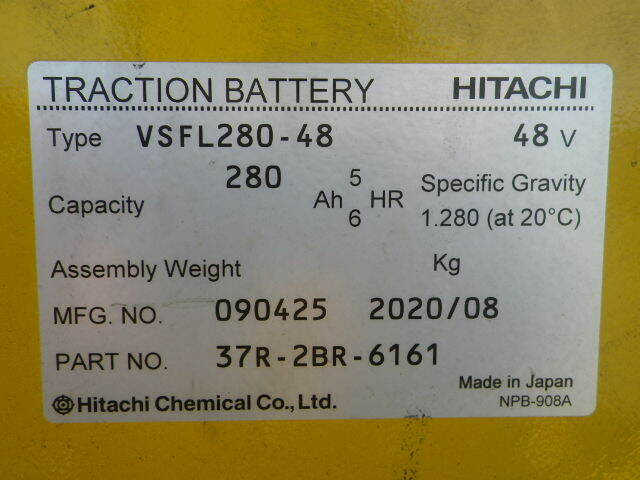 TRACTION BATTERY HITACHI
Type VSFL280-48 48 V
Capacity 280 Ah 5 HR Specific Gravity
6 1.280 (at 20°C)
Assembly Weight Kg
MFG. NO. 090425 2020/08
PART NO. 37R-2BR-6161
Made in Japan
Hitachi Chemical Co., Ltd. NPB-908A